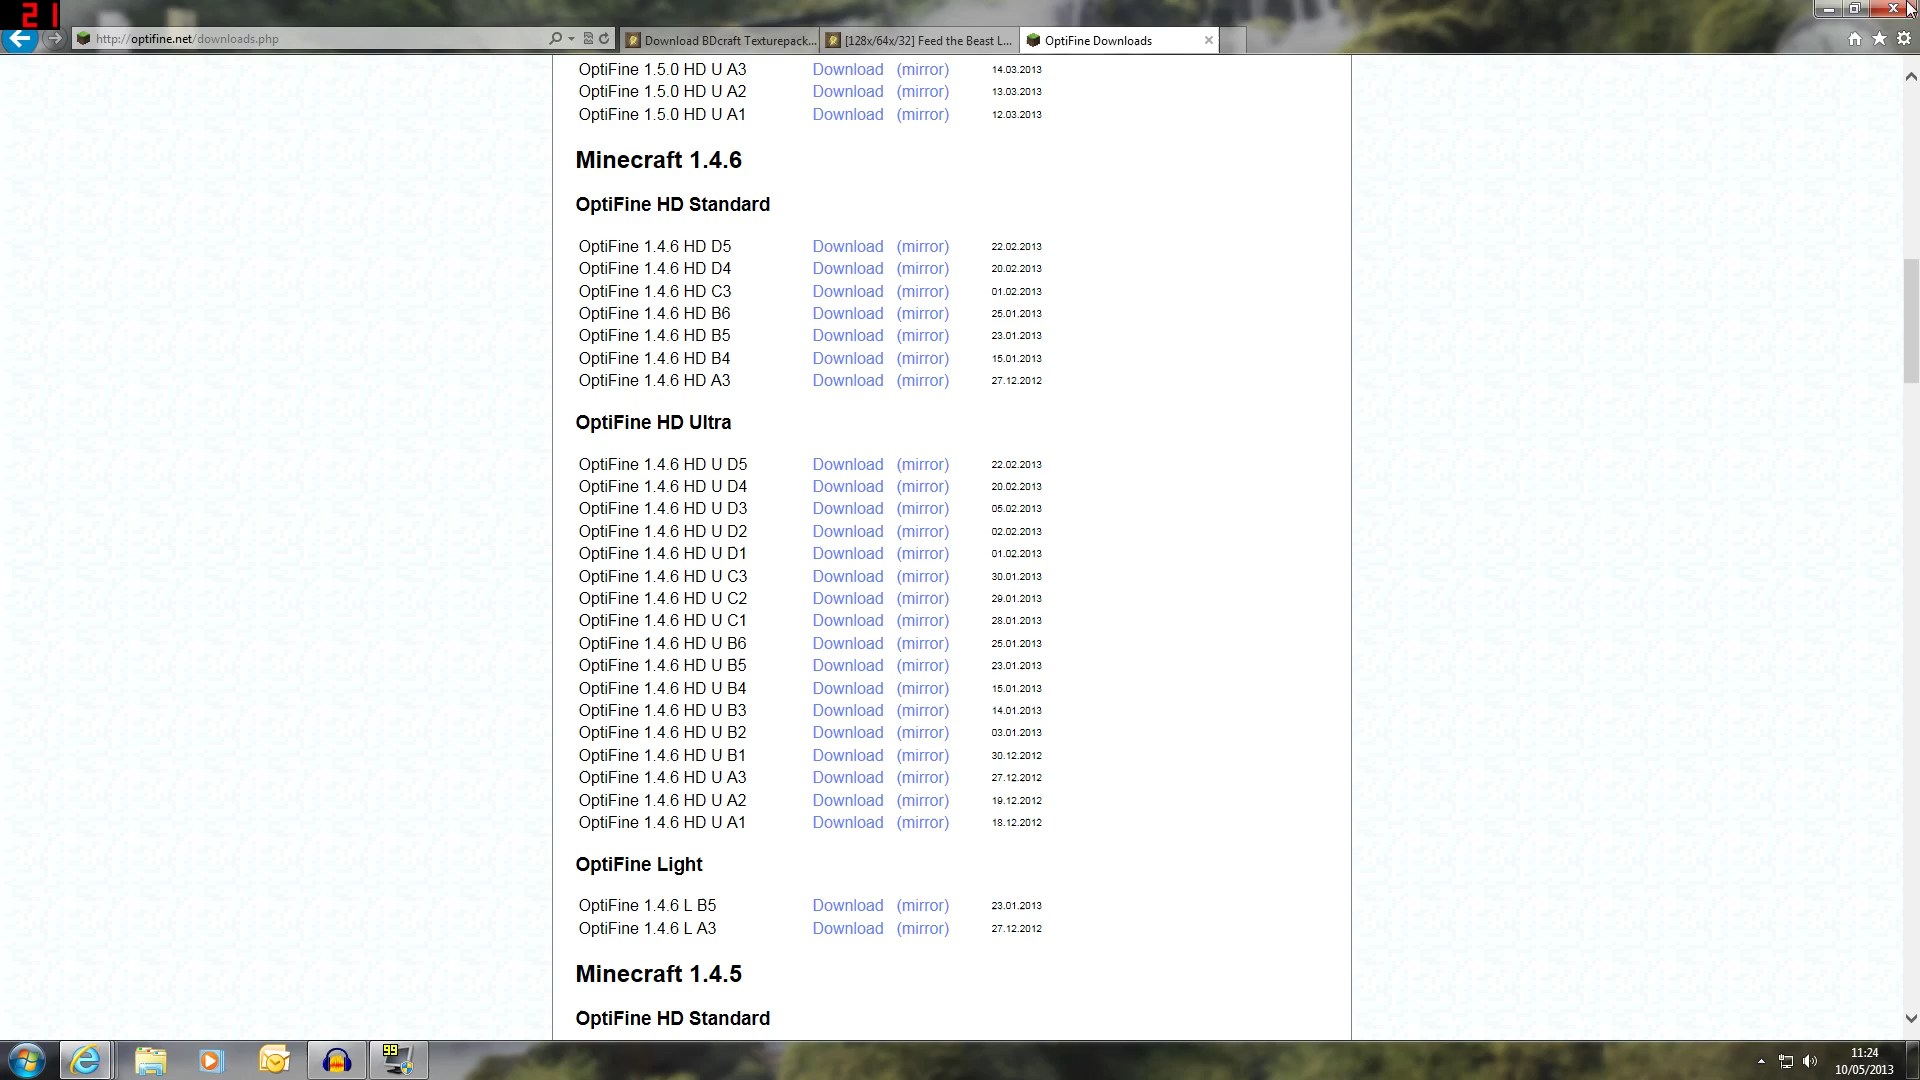 21
http://optifine.net/downloads.php
Download BDcraft Texturepack...
[128x/64x/32] Feed the Beast L...
OptiFine Downloads
OptiFine 1.5.0 HD U A3 Download (mirror) 14.03.2013
OptiFine 1.5.0 HD U A2 Download (mirror) 13.03.2013
OptiFine 1.5.0 HD U A1 Download (mirror) 12.03.2013
Minecraft 1.4.6
OptiFine HD Standard
OptiFine 1.4.6 HD D5 Download (mirror) 22.02.2013
OptiFine 1.4.6 HD D4 Download (mirror) 20.02.2013
OptiFine 1.4.6 HD C3 Download (mirror) 01.02.2013
OptiFine 1.4.6 HD B6 Download (mirror) 25.01.2013
OptiFine 1.4.6 HD B5 Download (mirror) 23.01.2013
OptiFine 1.4.6 HD B4 Download (mirror) 15.01.2013
OptiFine 1.4.6 HD A3 Download (mirror) 27.12.2012
OptiFine HD Ultra
OptiFine 1.4.6 HD U D5 Download (mirror) 22.02.2013
OptiFine 1.4.6 HD U D4 Download (mirror) 20.02.2013
OptiFine 1.4.6 HD U D3 Download (mirror) 05.02.2013
OptiFine 1.4.6 HD U D2 Download (mirror) 02.02.2013
OptiFine 1.4.6 HD U D1 Download (mirror) 01.02.2013
OptiFine 1.4.6 HD U C3 Download (mirror) 30.01.2013
OptiFine 1.4.6 HD U C2 Download (mirror) 29.01.2013
OptiFine 1.4.6 HD U C1 Download (mirror) 28.01.2013
OptiFine 1.4.6 HD U B6 Download (mirror) 25.01.2013
OptiFine 1.4.6 HD U B5 Download (mirror) 23.01.2013
OptiFine 1.4.6 HD U B4 Download (mirror) 15.01.2013
OptiFine 1.4.6 HD U B3 Download (mirror) 14.01.2013
OptiFine 1.4.6 HD U B2 Download (mirror) 03.01.2013
OptiFine 1.4.6 HD U B1 Download (mirror) 30.12.2012
OptiFine 1.4.6 HD U A3 Download (mirror) 27.12.2012
OptiFine 1.4.6 HD U A2 Download (mirror) 19.12.2012
OptiFine 1.4.6 HD U A1 Download (mirror) 18.12.2012
OptiFine Light
OptiFine 1.4.6 L B5 Download (mirror) 23.01.2013
OptiFine 1.4.6 L A3 Download (mirror) 27.12.2012
Minecraft 1.4.5
OptiFine HD Standard
99
11:24
10/05/2013